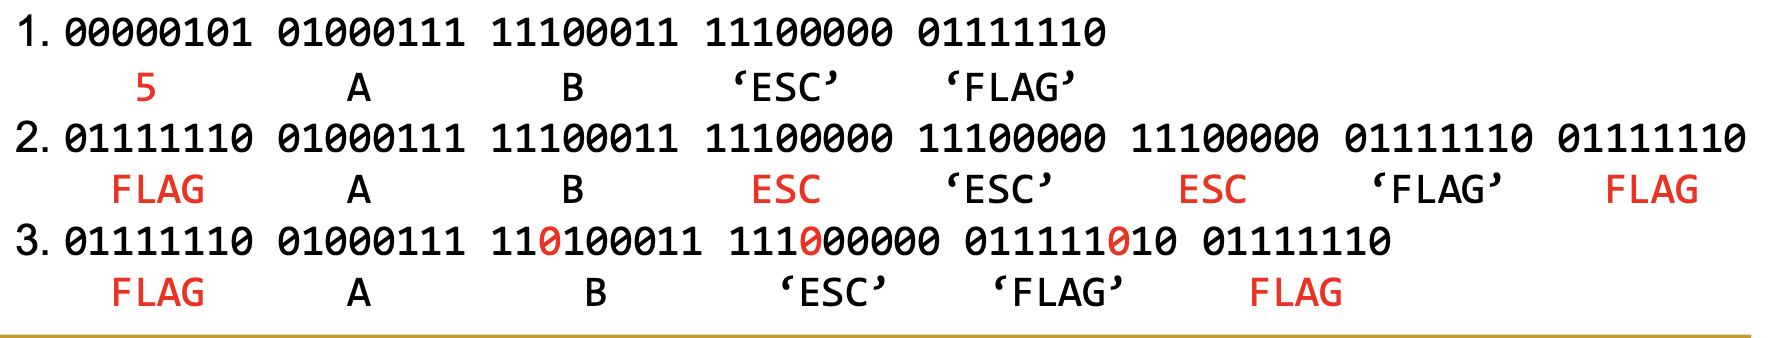 1. 00000101 01000111 11100011 11100000 01111110
5 A B ‘ESC’ ‘FLAG’
2. 01111110 01000111 11100011 11100000 11100000 11100000 01111110 01111110
FLAG A B ESC ‘ESC’ ESC ‘FLAG’ FLAG
3. 01111110 01000111 110100011 111000000 011111010 01111110
FLAG A B ‘ESC’ ‘FLAG’ FLAG